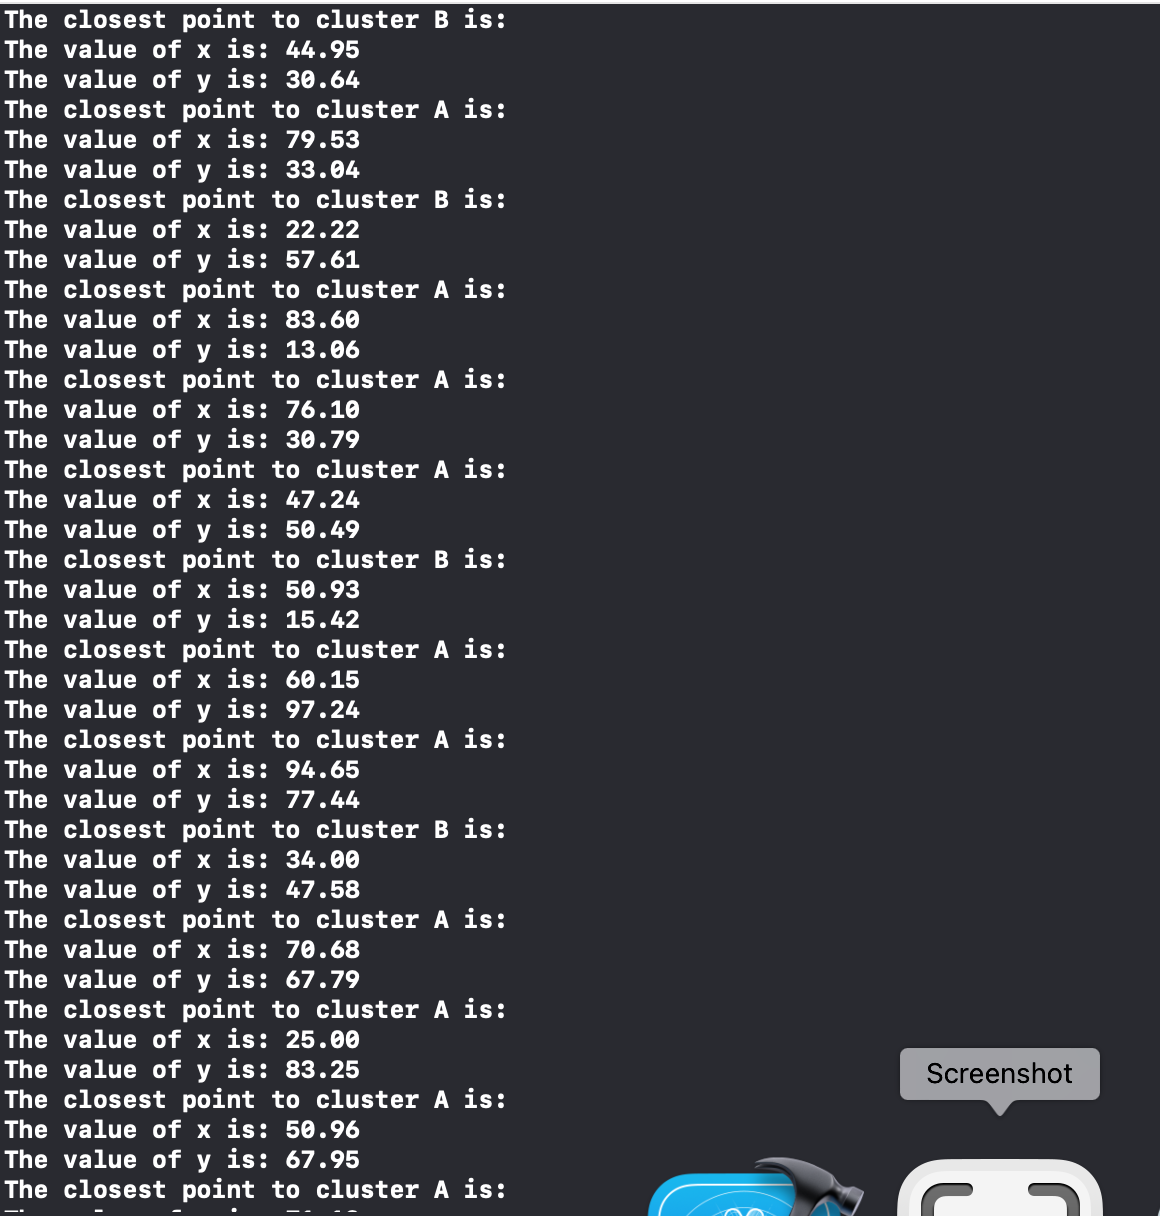 The closest point to cluster B is:
The value of x is: 44.95
The value of y is: 30.64
The closest point to cluster A is:
The value of x is: 79.53
The value of y is: 33.04
The closest point to cluster B is:
The value of x is: 22.22
The value of y is: 57.61
The closest point to cluster A is:
The value of x is: 83.60
The value of y is: 13.06
The closest point to cluster A is:
The value of x is: 76.10
The value of y is: 30.79
The closest point to cluster A is:
The value of x is: 47.24
The value of y is: 50.49
The closest point to cluster B is:
The value of x is: 50.93
The value of y is: 15.42
The closest point to cluster A is:
The value of x is: 60.15
The value of y is: 97.24
The closest point to cluster A is:
The value of x is: 94.65
The value of y is: 77.44
The closest point to cluster B is:
The value of x is: 34.00
The value of y is: 47.58
The closest point to cluster A is:
The value of x is: 70.68
The value of y is: 67.79
The closest point to cluster A is:
The value of x is: 25.00
The value of y is: 83.25
The closest point to cluster A is:
The value of x is: 50.96
The value of y is: 67.95
The closest point to cluster A is:
Screenshot